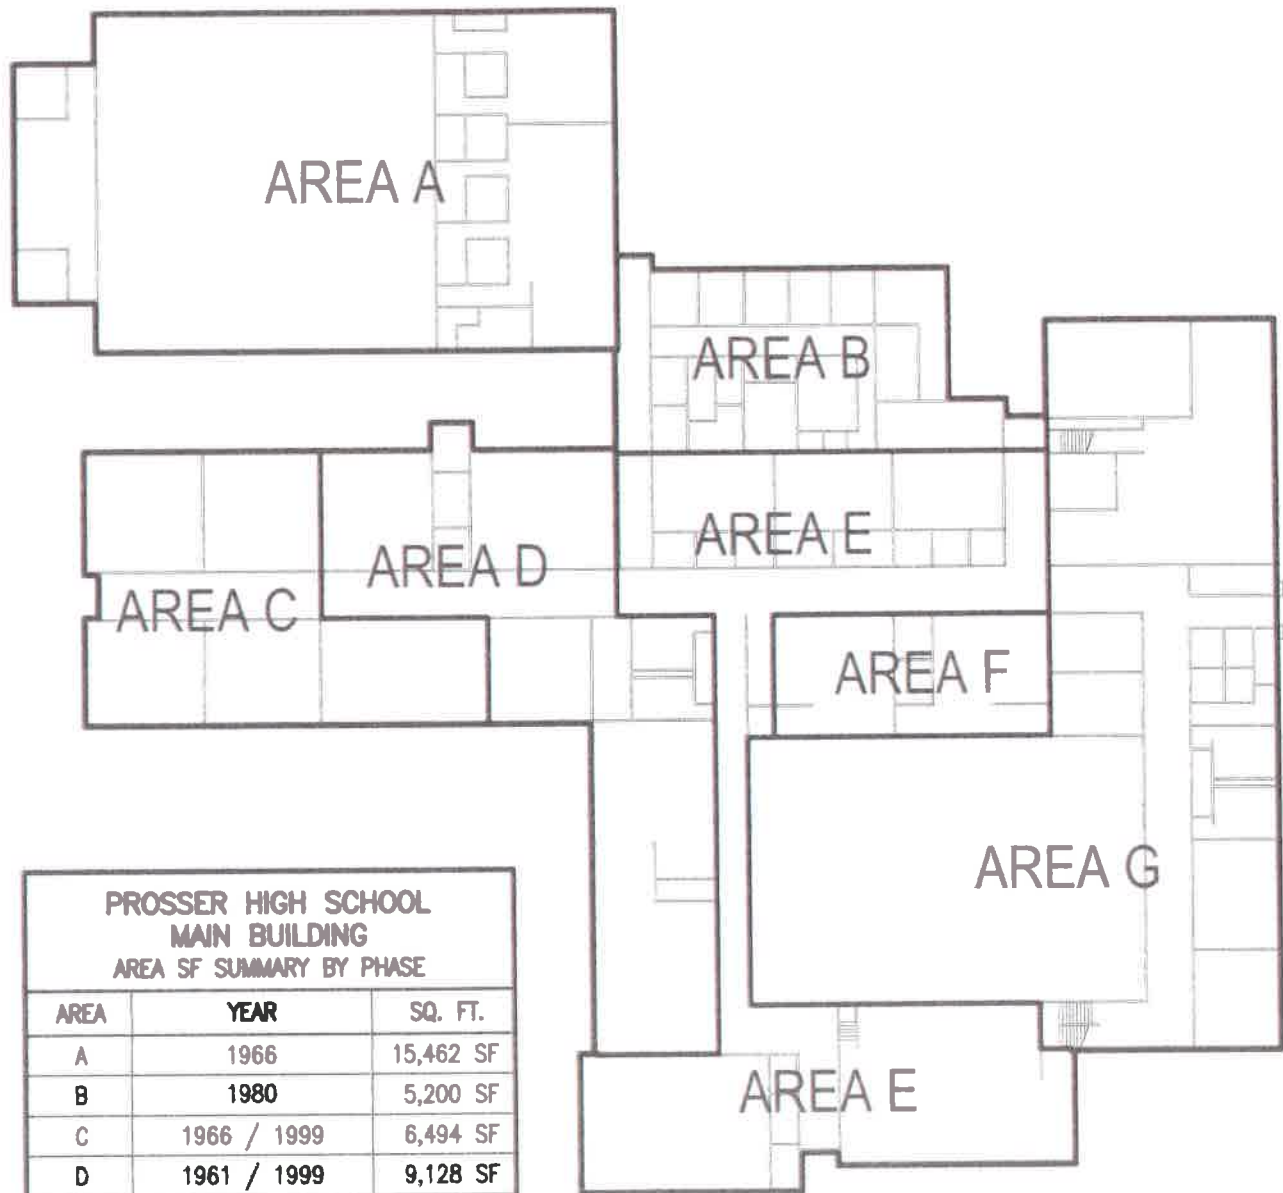 AREA A
AREA B
AREA E
AREA D
AREA C
AREA F
AREA G
AREA E
PROSSER HIGH SCHOOL
MAIN BUILDING
AREA SF SUMMARY BY PHASE
AREA YEAR SQ. FT.
A 1966 15,462 SF
B 1980 5,200 SF
C 1966 / 1999 6,494 SF
D 1961 / 1999 9,128 SF